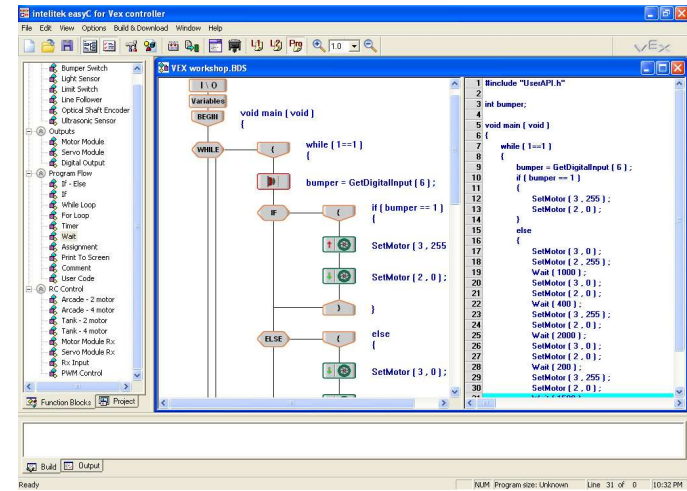 intelitek easyC for Vex controller
File Edit View Options Build & Download Window Help
1.0
VEX
Bumper Switch
Light Sensor
Limit Switch
Line Follower
Optical Shaft Encoder
Ultrasonic Sensor
Outputs
Motor Module
Servo Module
Digital Output
Program Flow
If - Else
IF
While Loop
For Loop
Timer
Wait
Assignment
Print To Screen
Comment
User Code
RC Control
Arcade - 2 motor
Arcade - 4 motor
Tank - 2 motor
Tank - 4 motor
Motor Module Rx
Servo Module Rx
Rx Input
PWM Control
Function Blocks Project
VEX workshop.BDS
I \ O
Variables
BEGIN void main ( void )
{
WHILE { while ( 1==1 )
{
bumper = GetDigitalInput ( 6 ) ;
IF { if ( bumper == 1 )
{
SetMotor ( 3 , 255
SetMotor ( 2 , 0 ) ;
} }
ELSE { else
{
SetMotor ( 3 , 0 ) ;
1 #include "UserAPI.h"
2
3 int bumper;
4
5 void main ( void )
6 {
7 while ( 1==1 )
8 {
9 bumper = GetDigitalInput ( 6 ) ;
10 if ( bumper == 1 )
11 {
12 SetMotor ( 3 , 255 ) ;
13 SetMotor ( 2 , 0 ) ;
14 }
15 else
16 {
17 SetMotor ( 3 , 0 ) ;
18 SetMotor ( 2 , 255 ) ;
19 Wait ( 1000 ) ;
20 SetMotor ( 3 , 0 ) ;
21 SetMotor ( 2 , 0 ) ;
22 Wait ( 400 ) ;
23 SetMotor ( 3 , 255 ) ;
24 SetMotor ( 2 , 0 ) ;
25 Wait ( 2000 ) ;
26 SetMotor ( 3 , 0 ) ;
27 SetMotor ( 2 , 0 ) ;
28 Wait ( 200 ) ;
29 SetMotor ( 3 , 255 ) ;
30 SetMotor ( 2 , 0 ) ;
Build Output
Ready NUM Program size: Unknown Line 31 of 0 10:32 PM